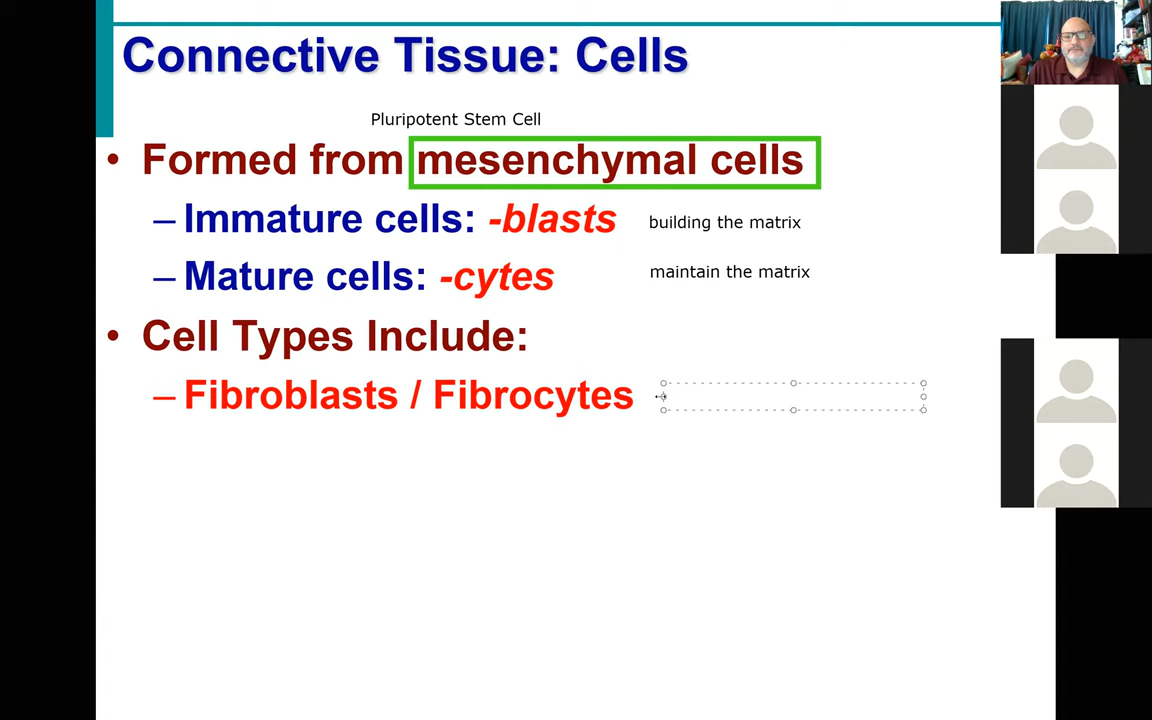 Connective Tissue: Cells
Pluripotent Stem Cell
• Formed from mesenchymal cells
– Immature cells: -blasts building the matrix
– Mature cells: -cytes maintain the matrix
• Cell Types Include:
– Fibroblasts / Fibrocytes